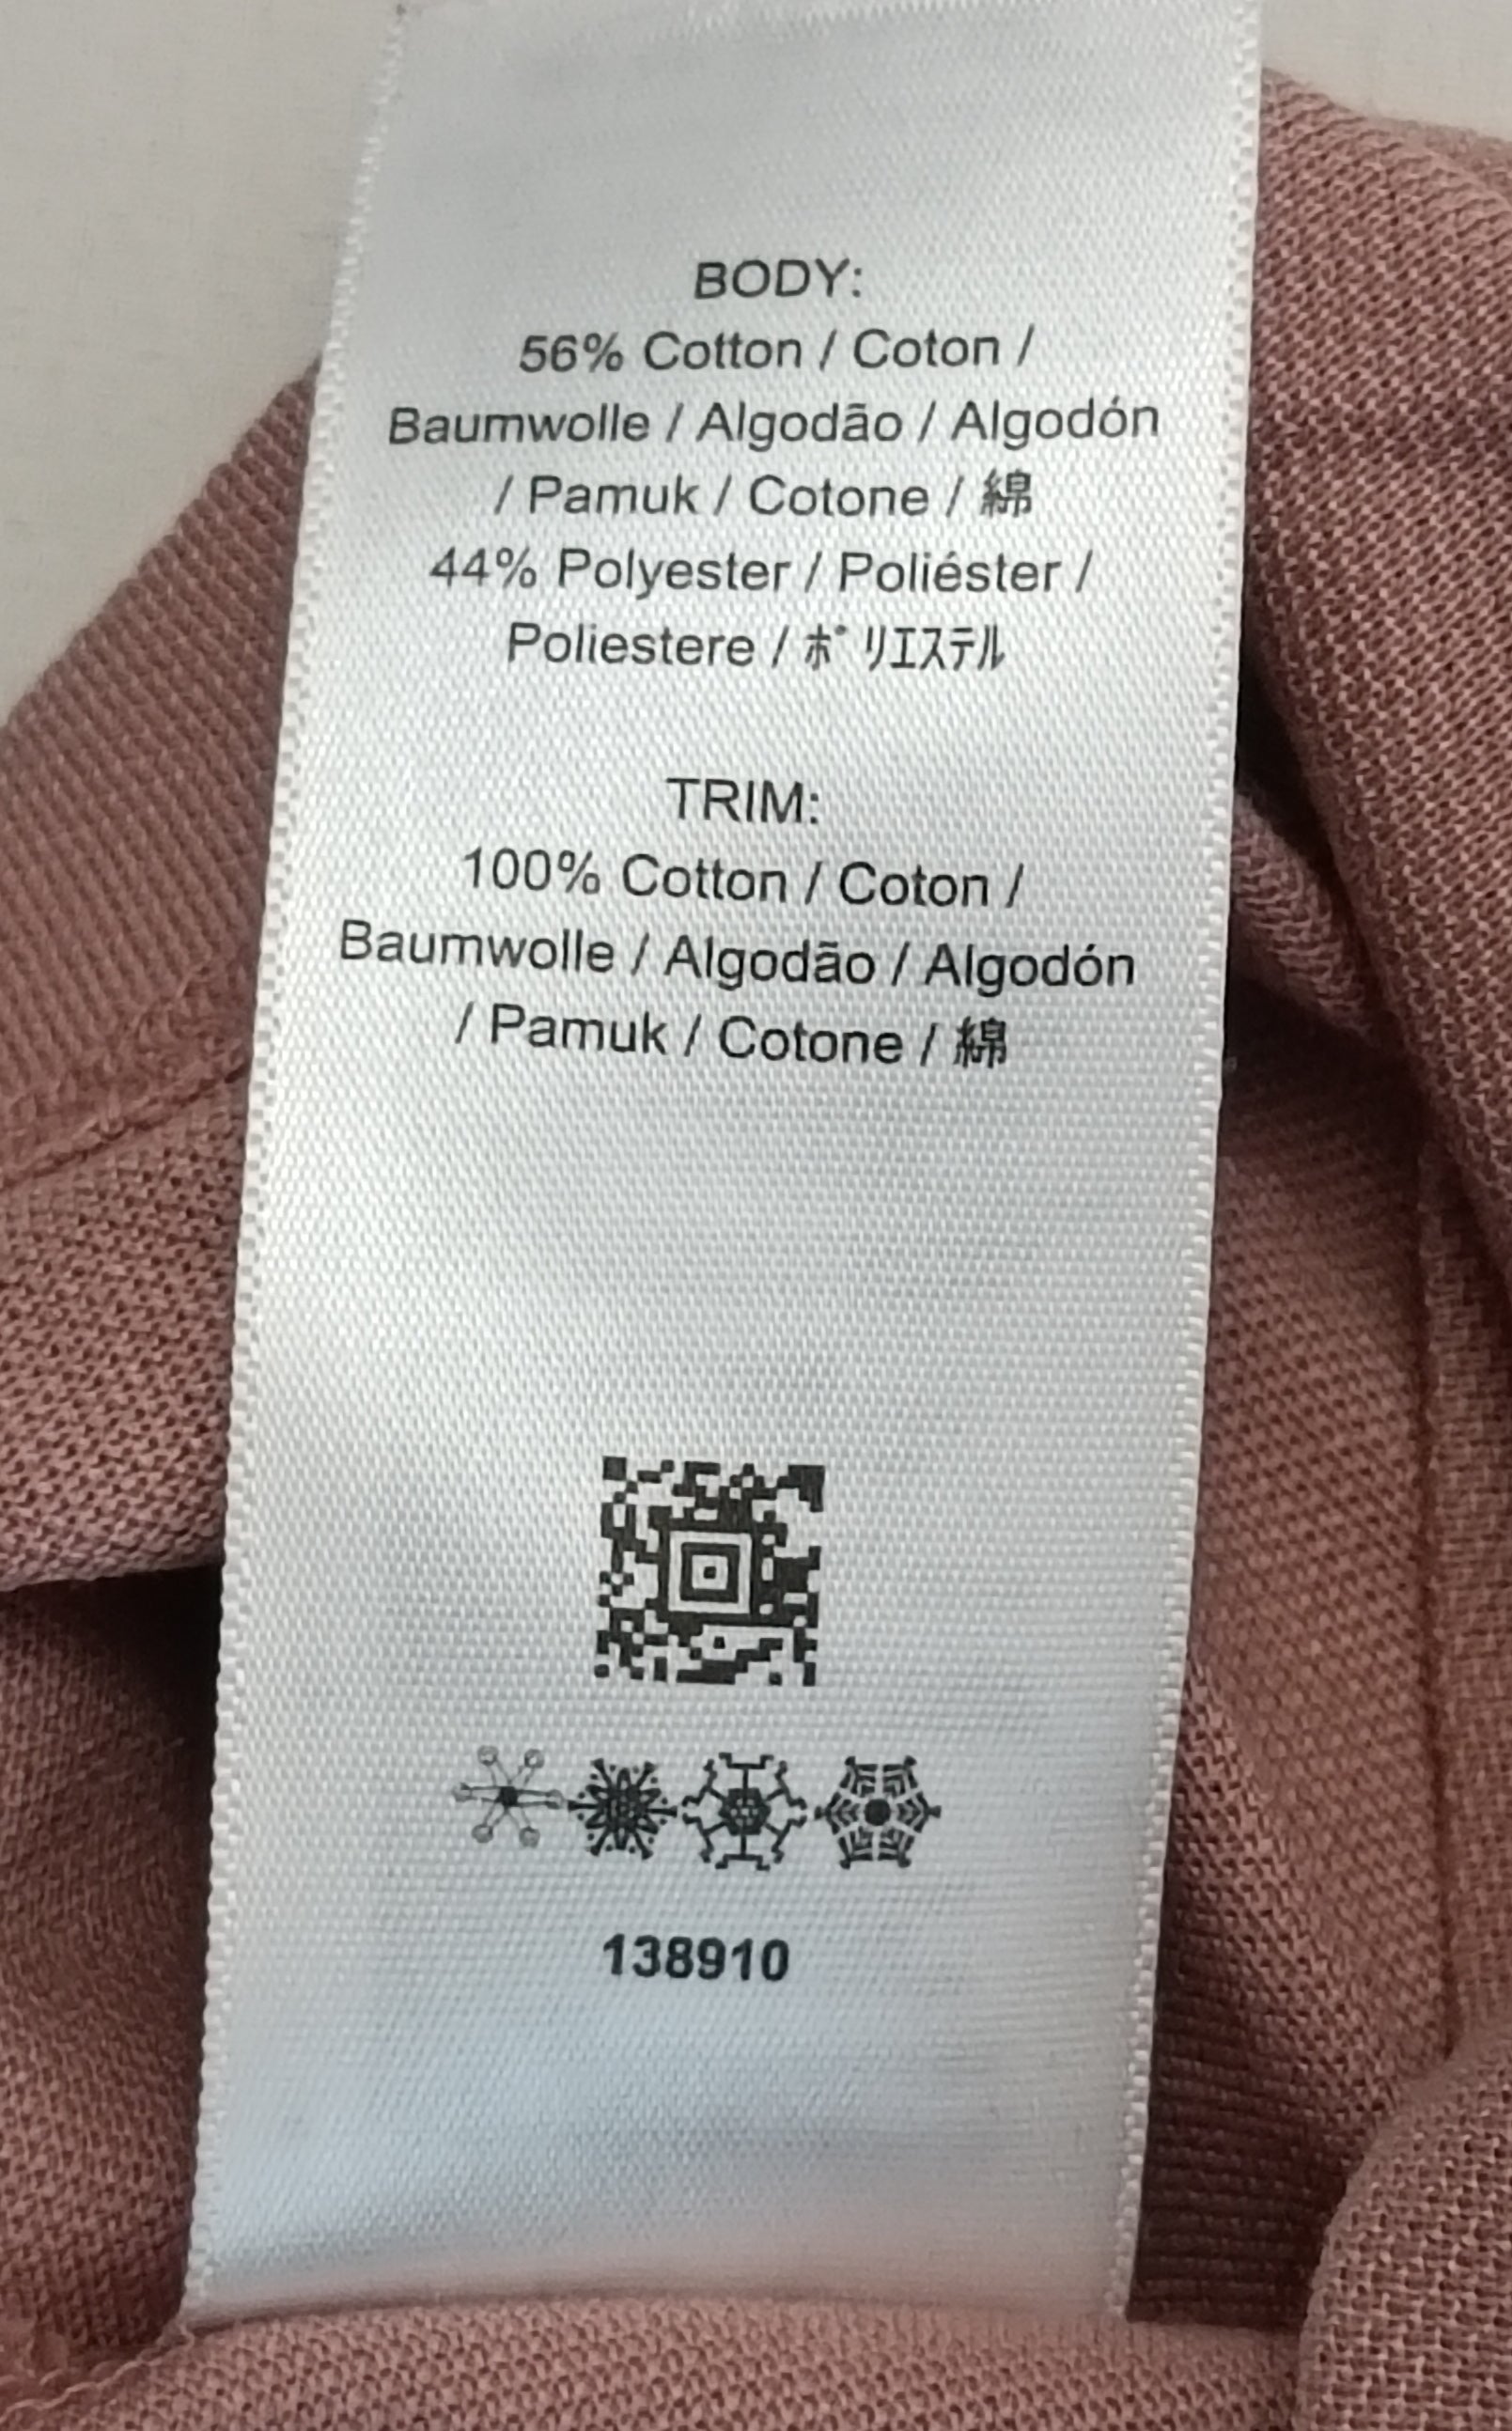 BODY:
56% Cotton / Coton /
Baumwolle / Algodão / Algodón
/ Pamuk / Cotone / 綿
44% Polyester / Poliéster /
Poliestere / ﾎﾟﾘｴｽﾃﾙ
TRIM:
100% Cotton / Coton /
Baumwolle / Algodão / Algodón
/ Pamuk / Cotone / 綿
138910